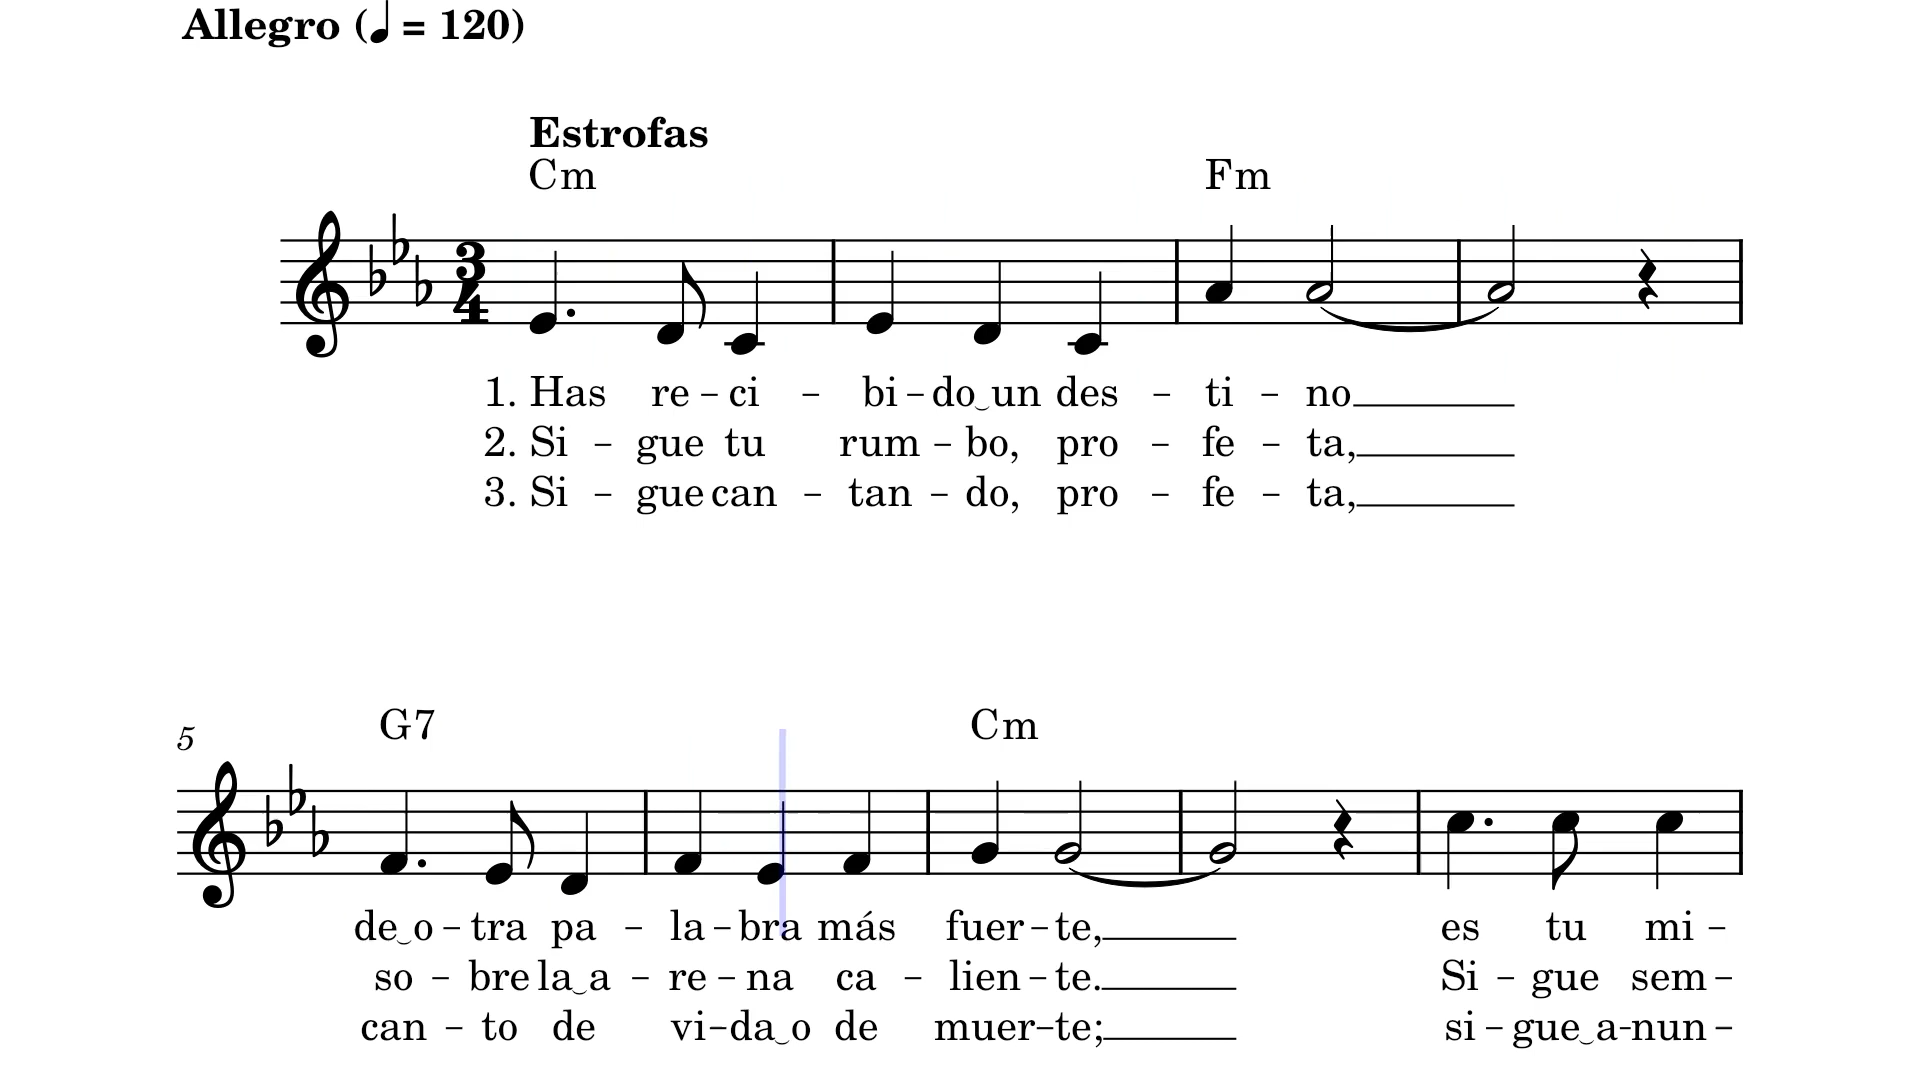 Allegro (♩ = 120)
Estrofas
Cm Fm
3
4
1. Has re – ci – bi – do‿un des – ti – no
2. Si – gue tu rum – bo, pro – fe – ta,
3. Si – gue can – tan – do, pro – fe – ta,
5 G7 Cm
de‿o – tra pa – la – bra más fuer – te, es tu mi –
so – bre la‿a – re – na ca – lien – te. Si – gue sem –
can – to de vi – da‿o de muer – te; si – gue‿a – nun –